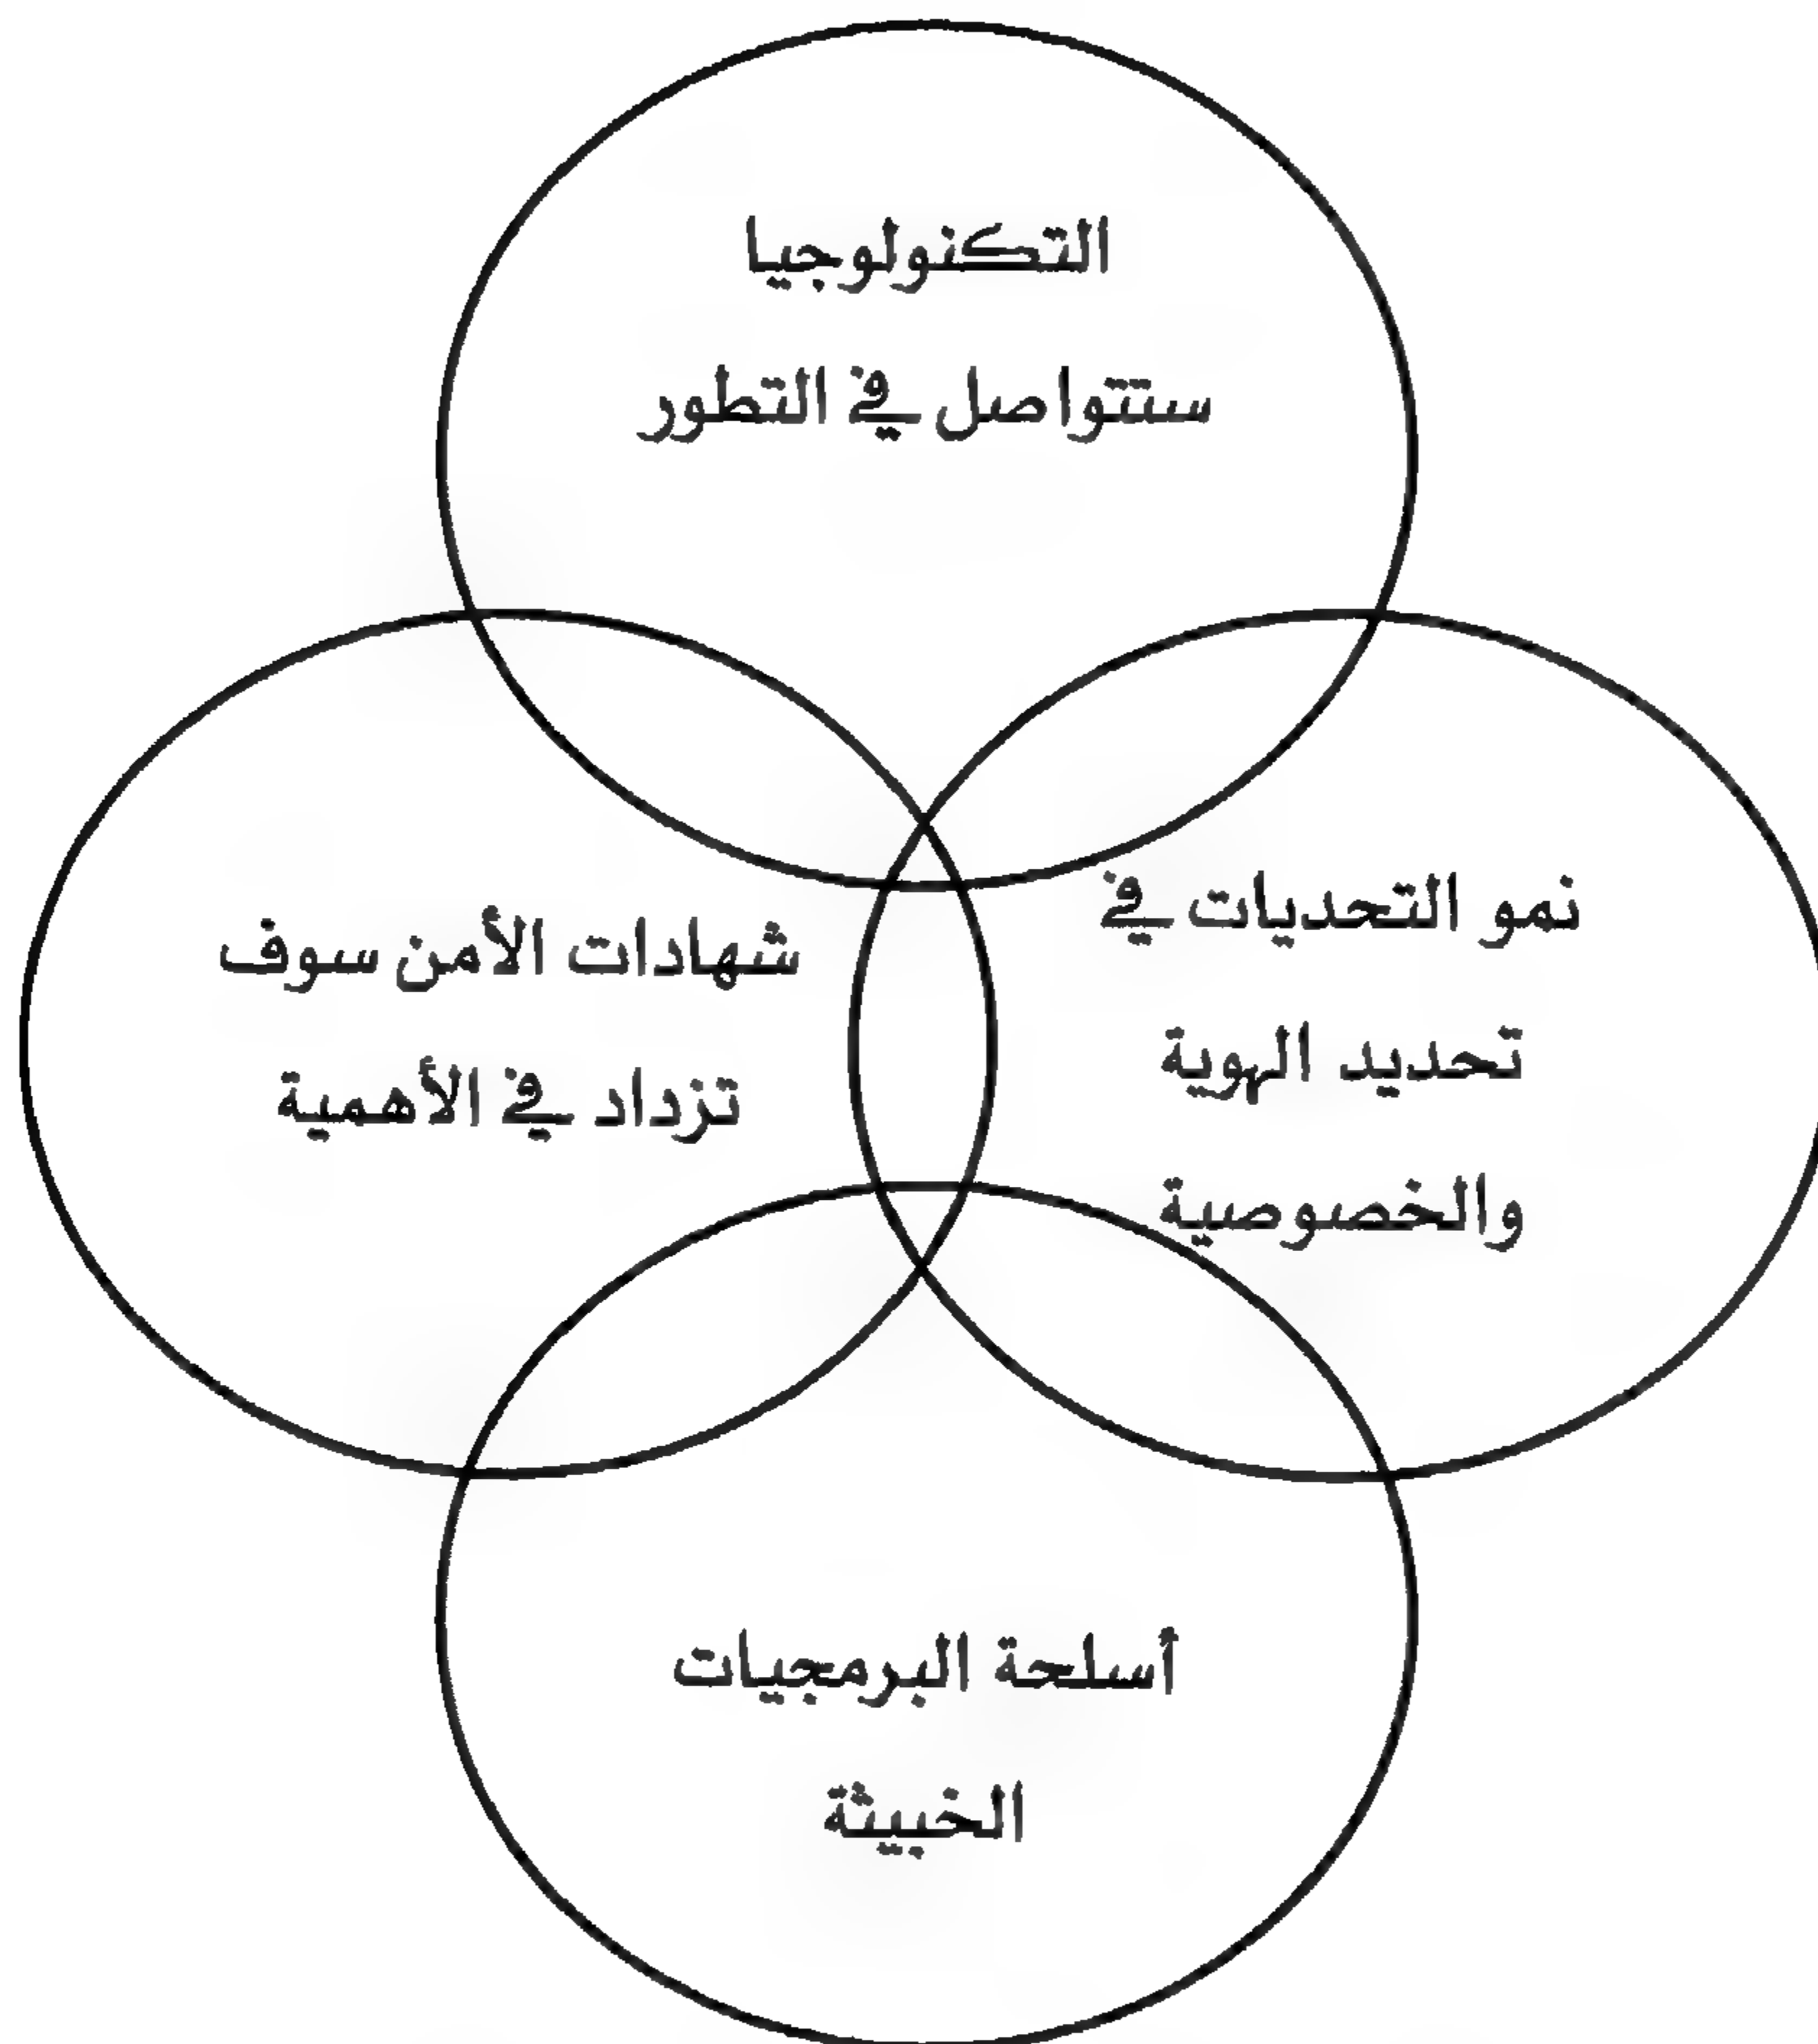 التكنولوجيا
ستتواصل في التطور
نمو التحديات في
تحديد الهوية
والخصوصية
شهادات الأمن سوف
تزداد في الأهمية
أسلحة البرمجيات
الخبيثة